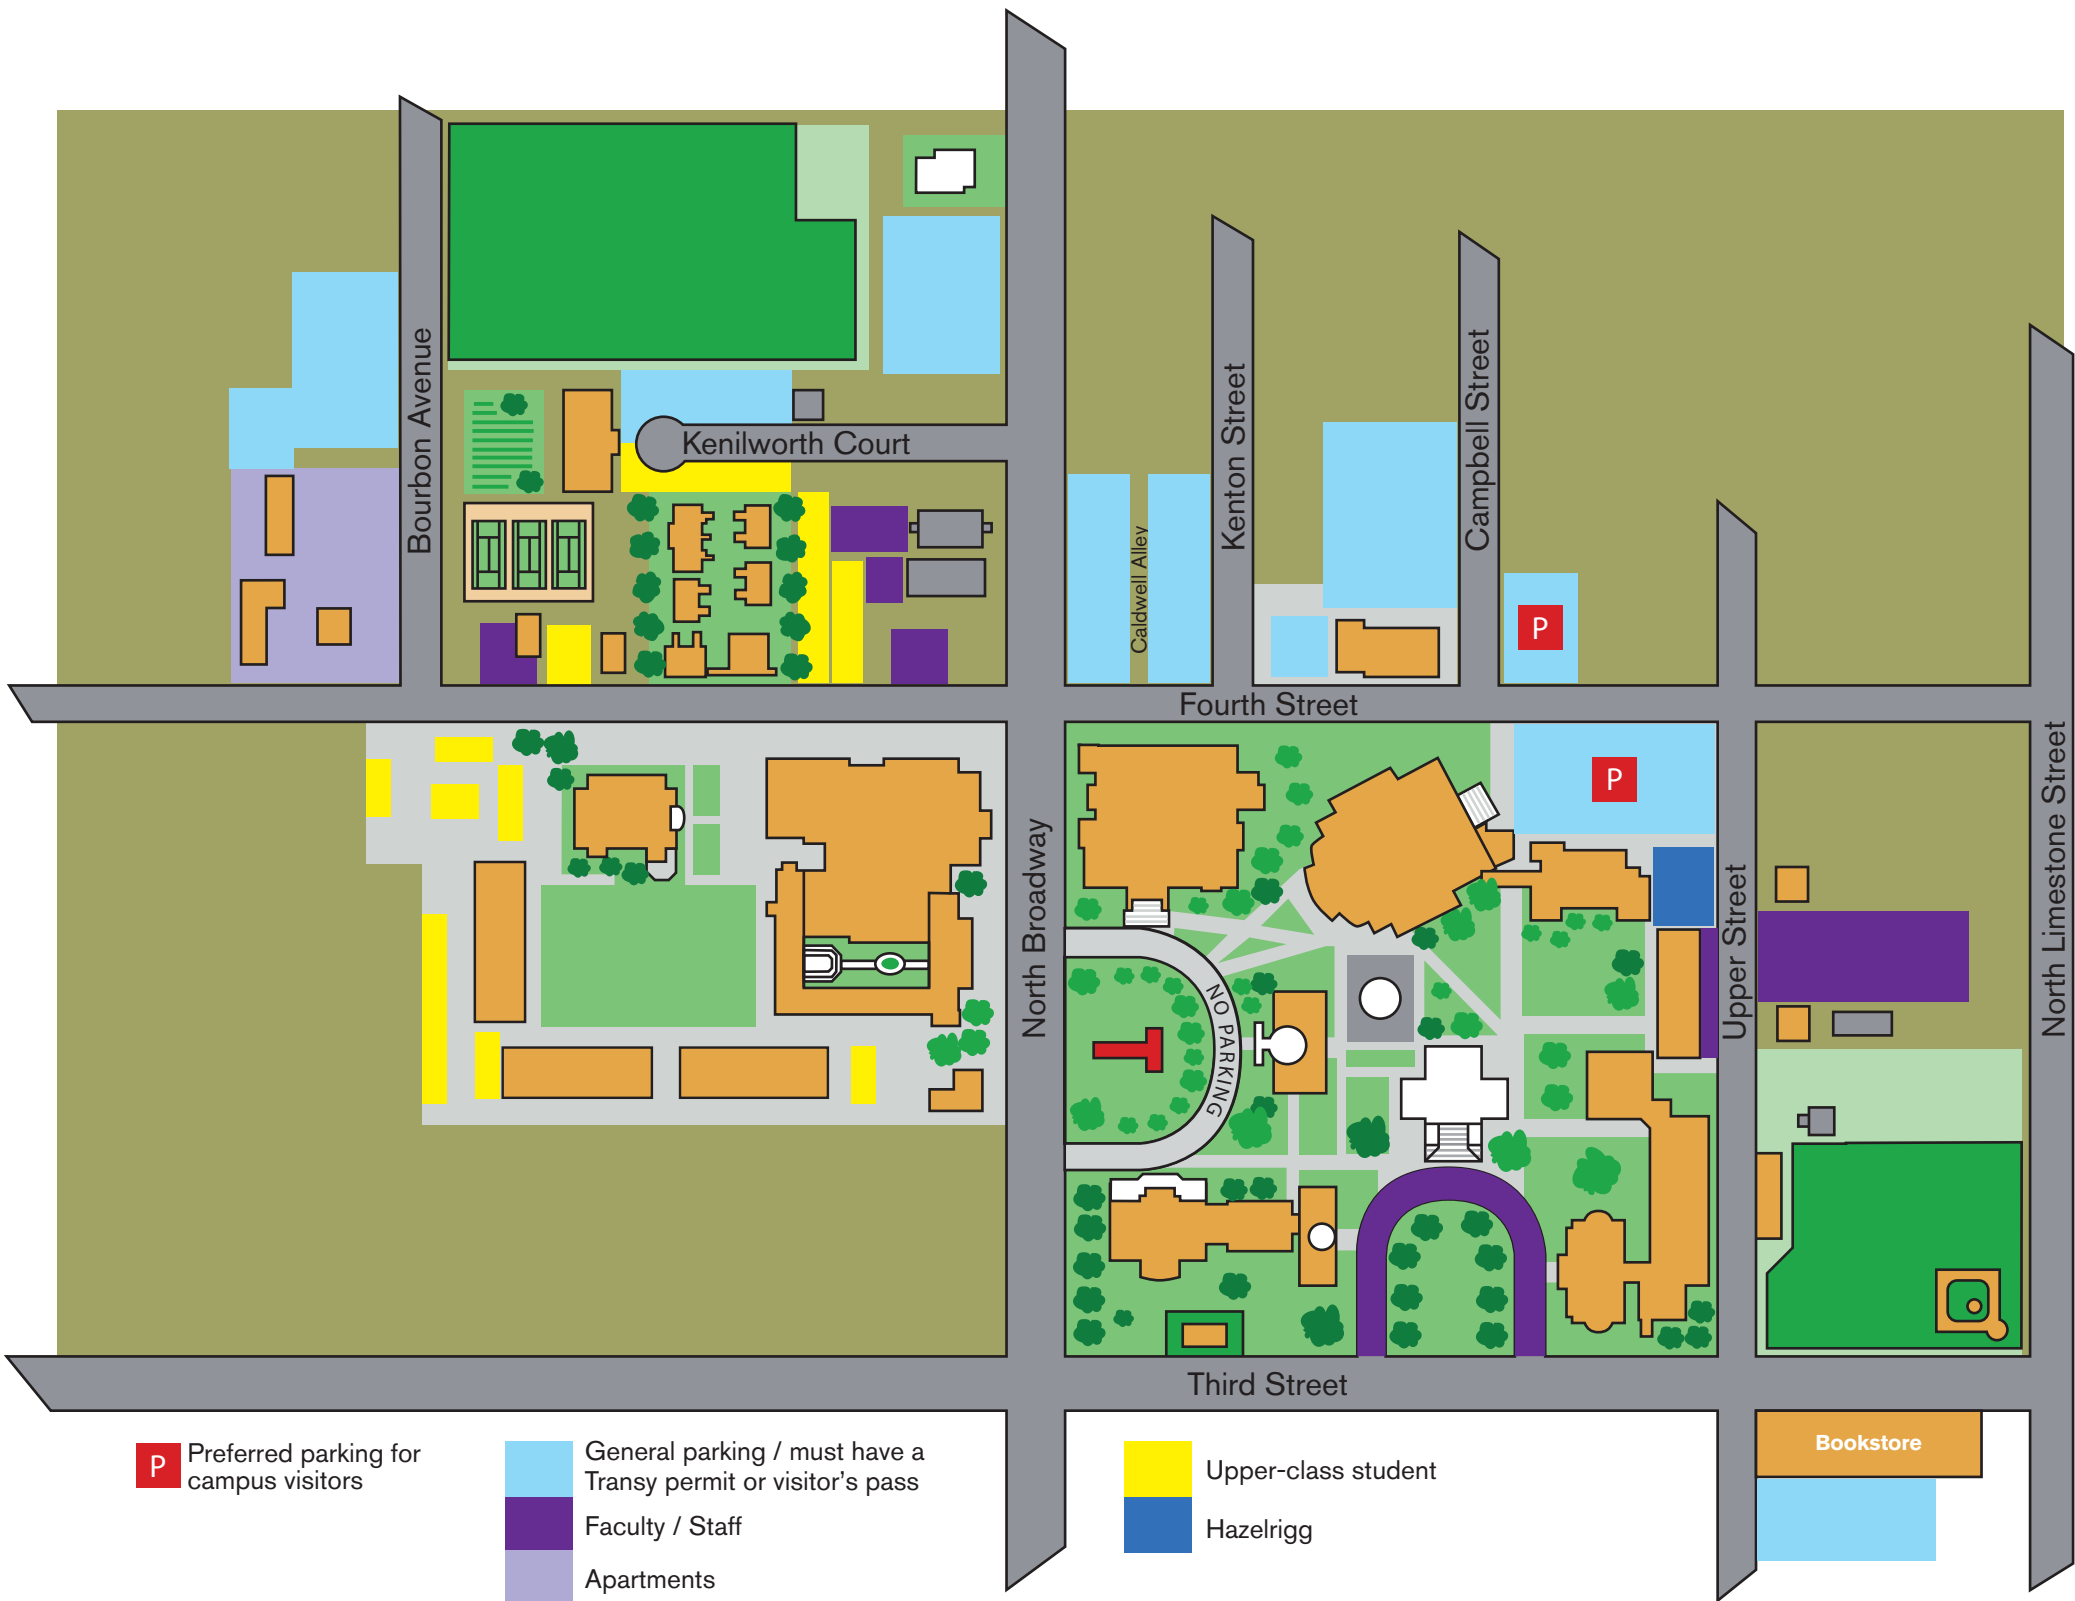 Bourbon Avenue
Kenilworth Court
Kenton Street
Campbell Street
Caldwell Alley
P
Fourth Street
P
North Broadway
NO PARKING
Upper Street
North Limestone Street
Third Street
Bookstore
P
Preferred parking for
campus visitors
General parking / must have a
Transy permit or visitor's pass
Faculty / Staff
Apartments
Upper-class student
Hazelrigg